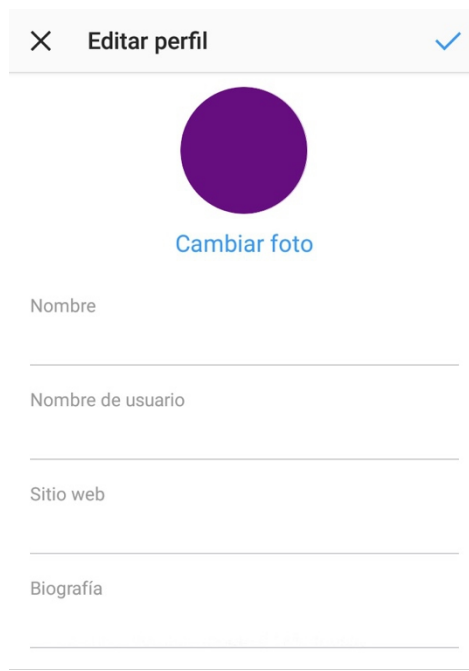 Editar perfil
Cambiar foto
Nombre
Nombre de usuario
Sitio web
Biografía